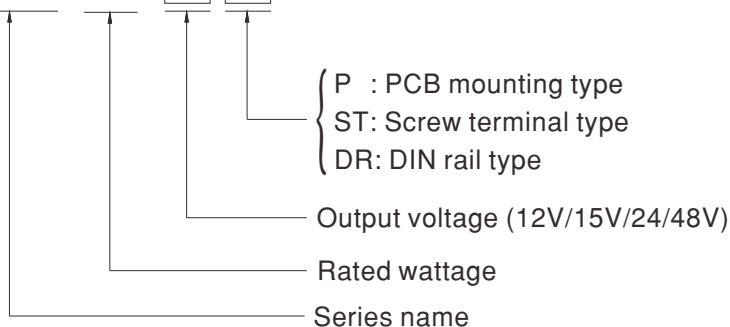 P : PCB mounting type
ST: Screw terminal type
DR: DIN rail type
Output voltage (12V/15V/24/48V)
Rated wattage
Series name